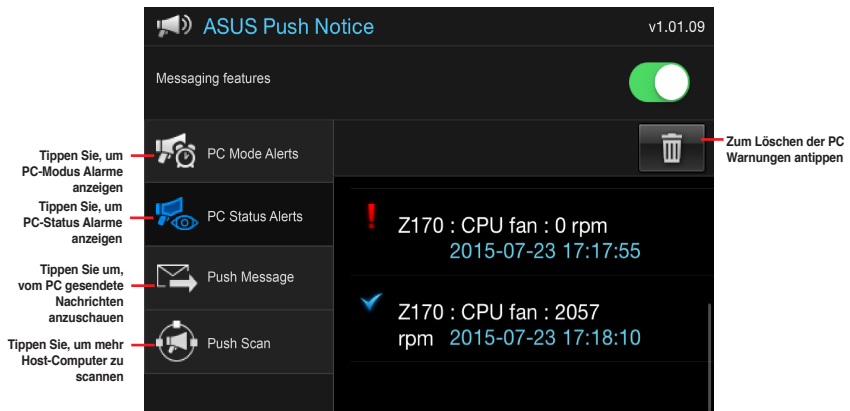 ASUS Push Notice
v1.01.09
Messaging features
Tippen Sie, um
PC-Modus Alarme
anzeigen
PC Mode Alerts
Zum Löschen der PC
Warnungen antippen
Tippen Sie, um
PC-Status Alarme
anzeigen
PC Status Alerts
Z170 : CPU fan : 0 rpm
2015-07-23 17:17:55
Tippen Sie um,
vom PC gesendete
Nachrichten
anzuschauen
Push Message
Z170 : CPU fan : 2057
rpm 2015-07-23 17:18:10
Tippen Sie, um mehr
Host-Computer zu
scannen
Push Scan